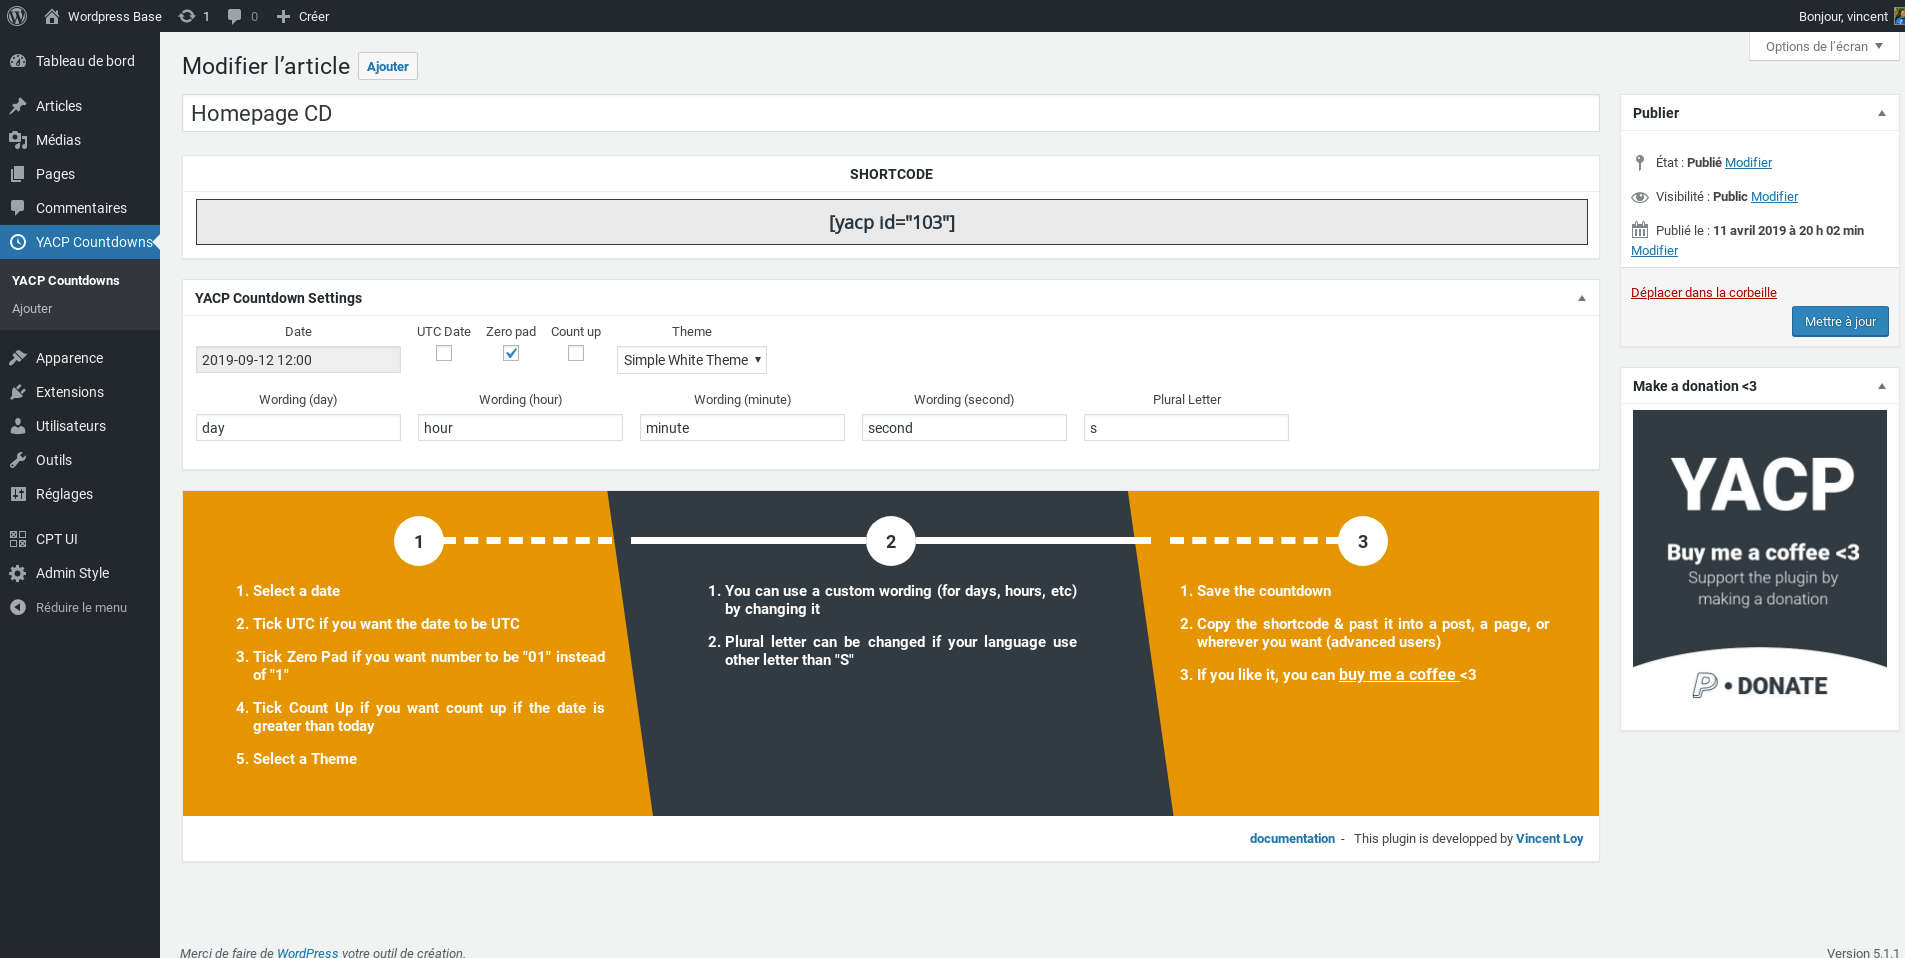 Wordpress Base 1 0 Créer Bonjour, vincent
Options de l'écran
Tableau de bord
Articles
Médias
Pages
Commentaires
YACP Countdowns
YACP Countdowns
Ajouter
Apparence
Extensions
Utilisateurs
Outils
Réglages
CPT UI
Admin Style
Réduire le menu
Modifier l'article Ajouter
Homepage CD
SHORTCODE
[yacp id="103"]
YACP Countdown Settings
Date UTC Date Zero pad Count up Theme
2019-09-12 12:00 Simple White Theme
Wording (day) Wording (hour) Wording (minute) Wording (second) Plural Letter
day hour minute second s
1
1. Select a date
2. Tick UTC if you want the date to be UTC
3. Tick Zero Pad if you want number to be "01" instead
of "1"
4. Tick Count Up if you want count up if the date is
greater than today
5. Select a Theme
2
1. You can use a custom wording (for days, hours, etc)
by changing it
2. Plural letter can be changed if your language use
other letter than "S"
3
1. Save the countdown
2. Copy the shortcode & past it into a post, a page, or
wherever you want (advanced users)
3. If you like it, you can buy me a coffee <3
documentation - This plugin is developped by Vincent Loy
Publier
État : Publié Modifier
Visibilité : Public Modifier
Publié le : 11 avril 2019 à 20 h 02 min
Modifier
Déplacer dans la corbeille
Mettre à jour
Make a donation <3
YACP
Buy me a coffee <3
Support the plugin by
making a donation
P • DONATE
Merci de faire de WordPress votre outil de création.
Version 5.1.1